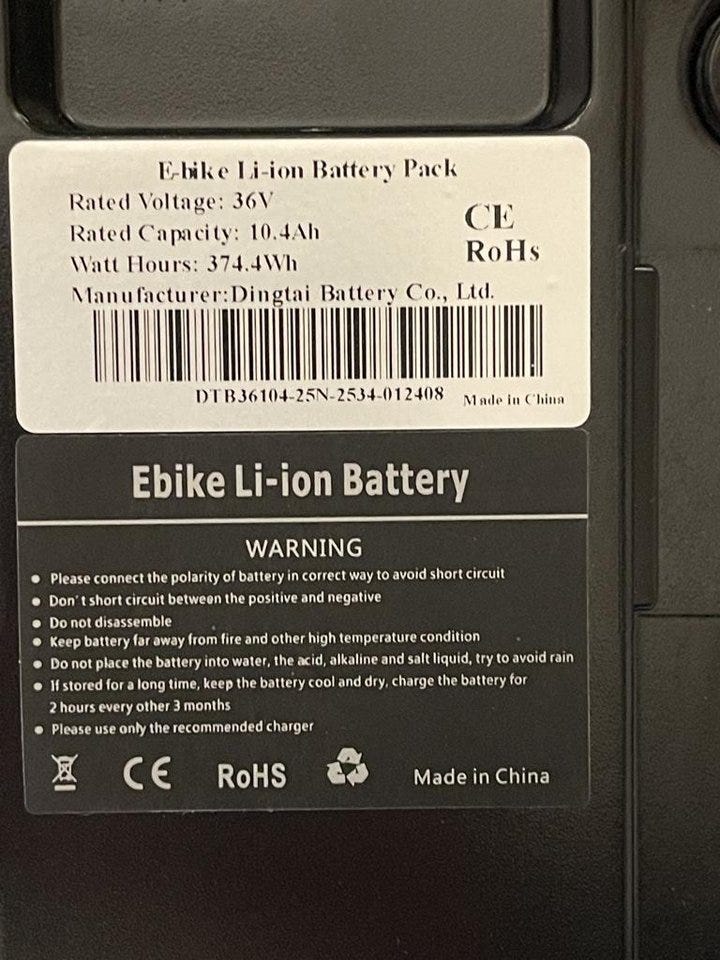 E-bike Li-ion Battery Pack
Rated Voltage: 36V
Rated Capacity: 10.4Ah
Watt Hours: 374.4Wh
CE
RoHs
Manufacturer:Dingtai Battery Co., Ltd.
DTB36104-25N-2534-012408 Made in China
Ebike Li-ion Battery
WARNING
● Please connect the polarity of battery in correct way to avoid short circuit
● Don't short circuit between the positive and negative
● Do not disassemble
● Keep battery far away from fire and other high temperature condition
● Do not place the battery into water, the acid, alkaline and salt liquid, try to avoid rain
● If stored for a long time, keep the battery cool and dry, charge the battery for
2 hours every other 3 months
● Please use only the recommended charger
CE RoHS Made in China